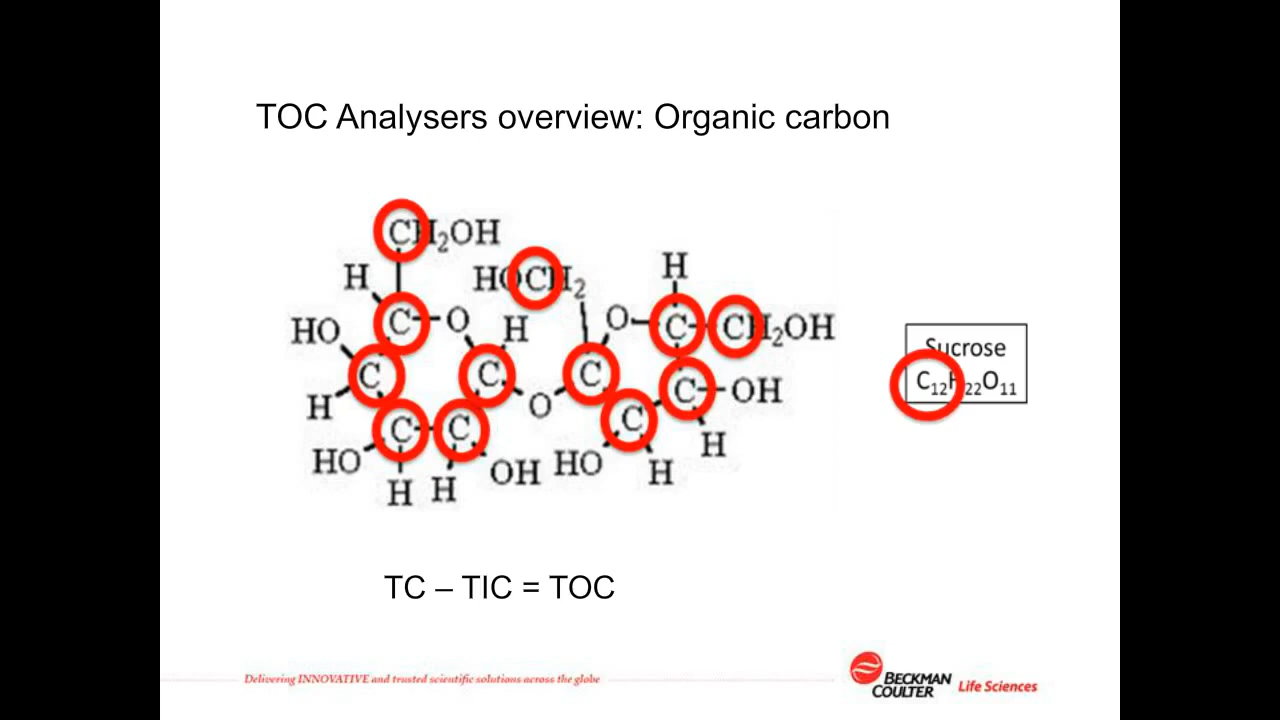 TOC Analysers overview: Organic carbon
CH₂OH
H
HOCH₂
H
HO
C
O
H
O
C
CH₂OH
C
C
C
C
OH
H
O
C
C
C
H
HO
OH
HO
H
H
H
Sucrose
C₁₂H₂₂O₁₁
TC – TIC = TOC
Delivering INNOVATIVE and trusted scientific solutions across the globe
BECKMAN
COULTER
Life Sciences